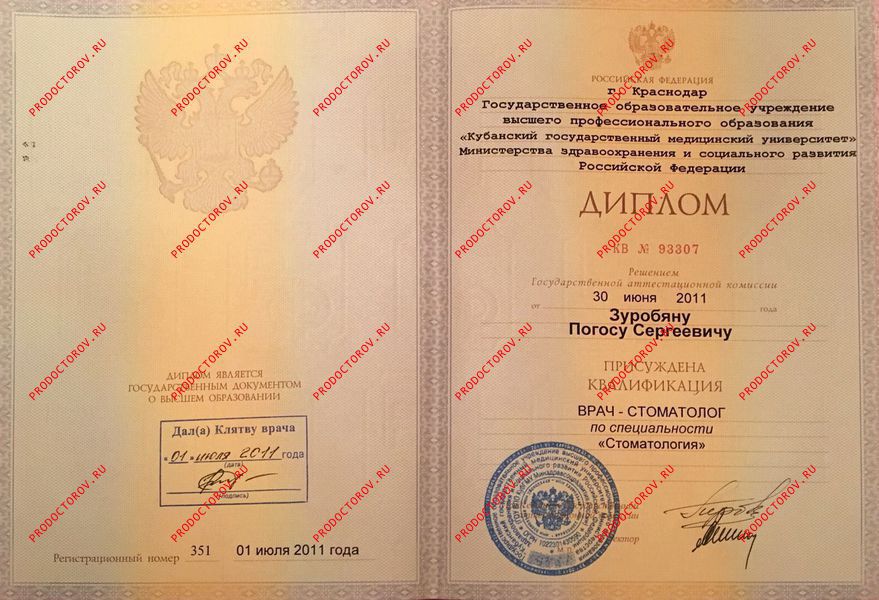 ДИПЛОМ ЯВЛЯЕТСЯ
ГОСУДАРСТВЕННЫМ ДОКУМЕНТОМ
О ВЫСШЕМ ОБРАЗОВАНИИ
Дал(а) Клятву врача
«01» июля 2011 года
(дата)
(подпись)
Регистрационный номер 351 01 июля 2011 года
РОССИЙСКАЯ ФЕДЕРАЦИЯ
г. Краснодар
Государственное образовательное учреждение
высшего профессионального образования
«Кубанский государственный медицинский университет»
Министерства здравоохранения и социального развития
Российской Федерации
ДИПЛОМ
КВ № 93307
Решением
Государственной аттестационной комиссии
от 30 июня 2011 года
Зуробяну
Погосу Сергеевичу
ПРИСУЖДЕНА
КВАЛИФИКАЦИЯ
ВРАЧ - СТОМАТОЛОГ
по специальности
«Стоматология»
PRODOCTOROV.RU